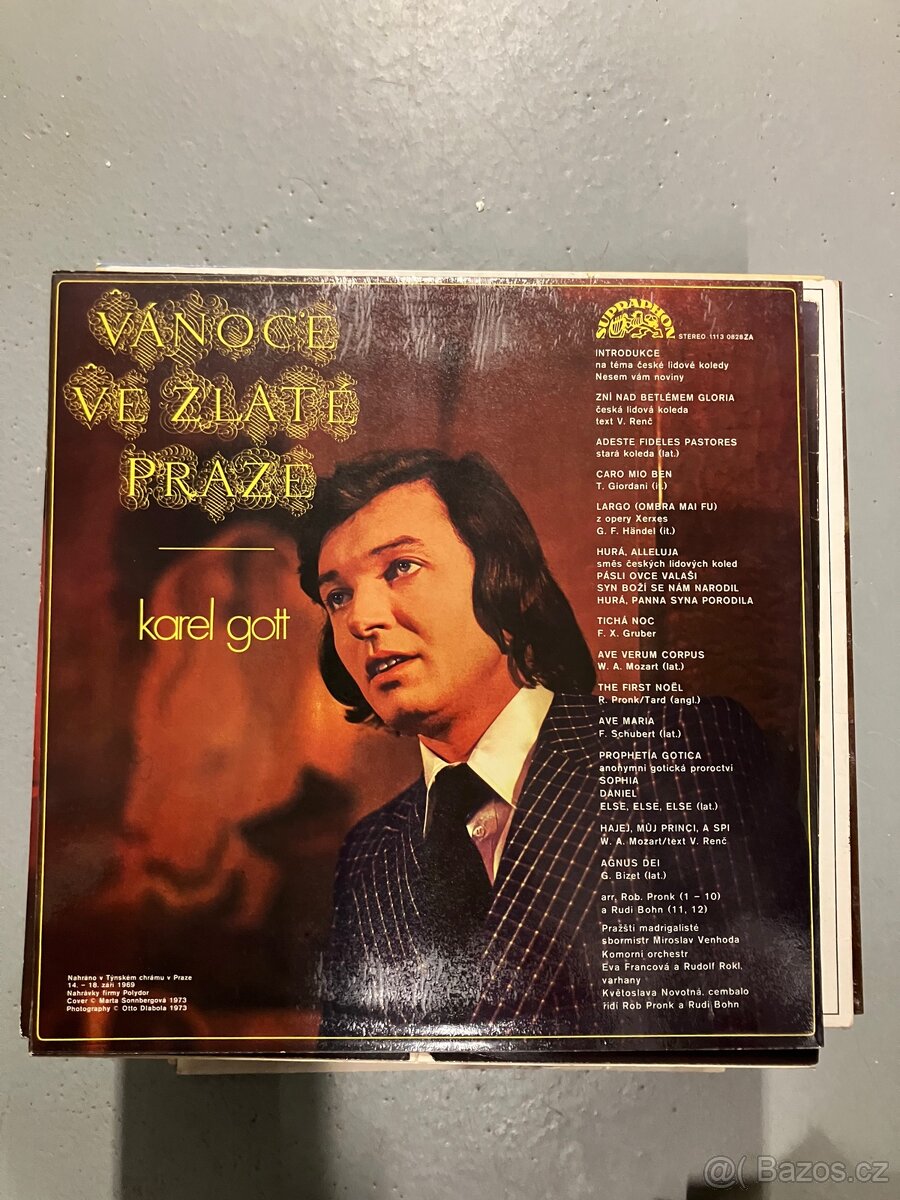 VÁNOCE
VE ZLATÉ
PRAZE
karel gott
SUPRAPHON
STEREO 1113 0828ZA
INTRODUKCE
na téma české lidové koledy
Nesem vám noviny
ZNÍ NAD BETLÉMEM GLORIA
česká lidová koleda
text V. Renč
ADESTE FIDELES PASTORES
stará koleda (lat.)
CARO MIO BEN
T. Giordani (it.)
LARGO (OMBRA MAI FU)
z opery Xerxes
G. F. Händel (it.)
HURÁ, ALLELUJA
směs českých lidových koled
PÁSLI OVCE VALAŠI
SYN BOŽÍ SE NÁM NARODIL
HURÁ, PANNA SYNA PORODILA
TICHÁ NOC
F. X. Gruber
AVE VERUM CORPUS
W. A. Mozart (lat.)
THE FIRST NOËL
R. Pronk/Tard (angl.)
AVE MARIA
F. Schubert (lat.)
PROPHETIA GOTICA
anonymní gotická proroctví
SOPHIA
DANIEL
ELSE, ELSE, ELSE (lat.)
HAJEJ, MŮJ PRINCI, A SPI
W. A. Mozart/text V. Renč
AGNUS DEI
G. Bizet (lat.)
arr. Rob. Pronk (1 – 10)
a Rudi Bohn (11, 12)
Pražští madrigalisté
sbormistr Miroslav Venhoda
Komorní orchestr
Eva Francová a Rudolf Rokl,
varhany
Květoslava Novotná, cembalo
řídí Rob Pronk a Rudi Bohn
Nahráno v Týnském chrámu v Praze
14. – 18. září 1969
Nahrávky firmy Polydor
Cover © Marta Sonnbergová 1973
Photography © Otto Dlabola 1973
@ Bazos.cz